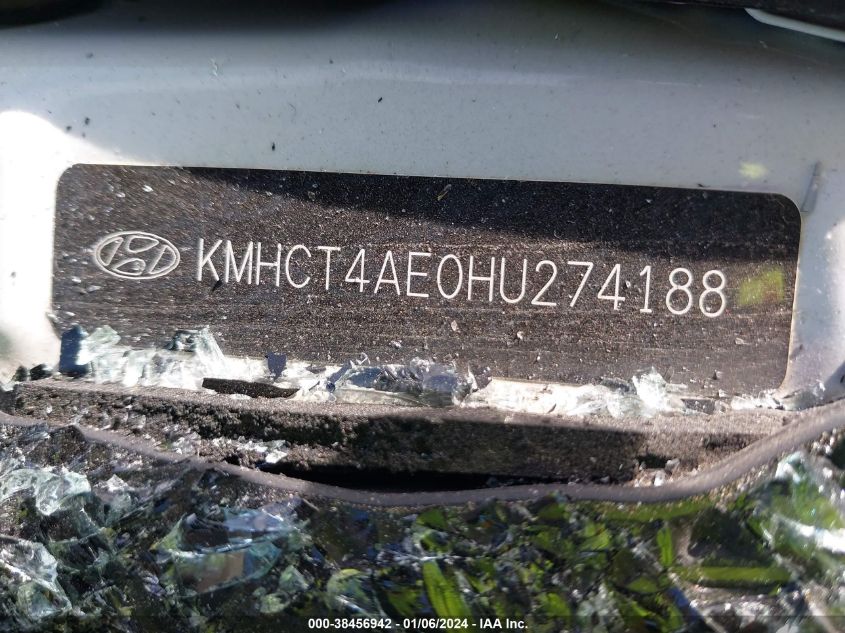 KMHCT4AE0HU274188
000-38456942 - 01/06/2024 - IAA Inc.